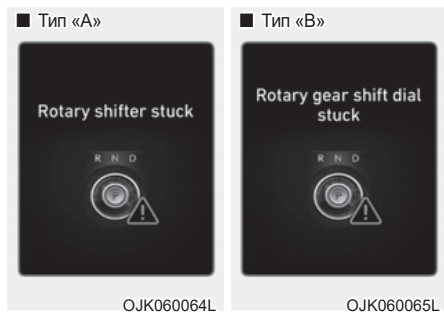 ■ Тип «A»
Rotary shifter stuck
R N D
P
OJK060064L
■ Тип «B»
Rotary gear shift dial
stuck
R N D
P
OJK060065L